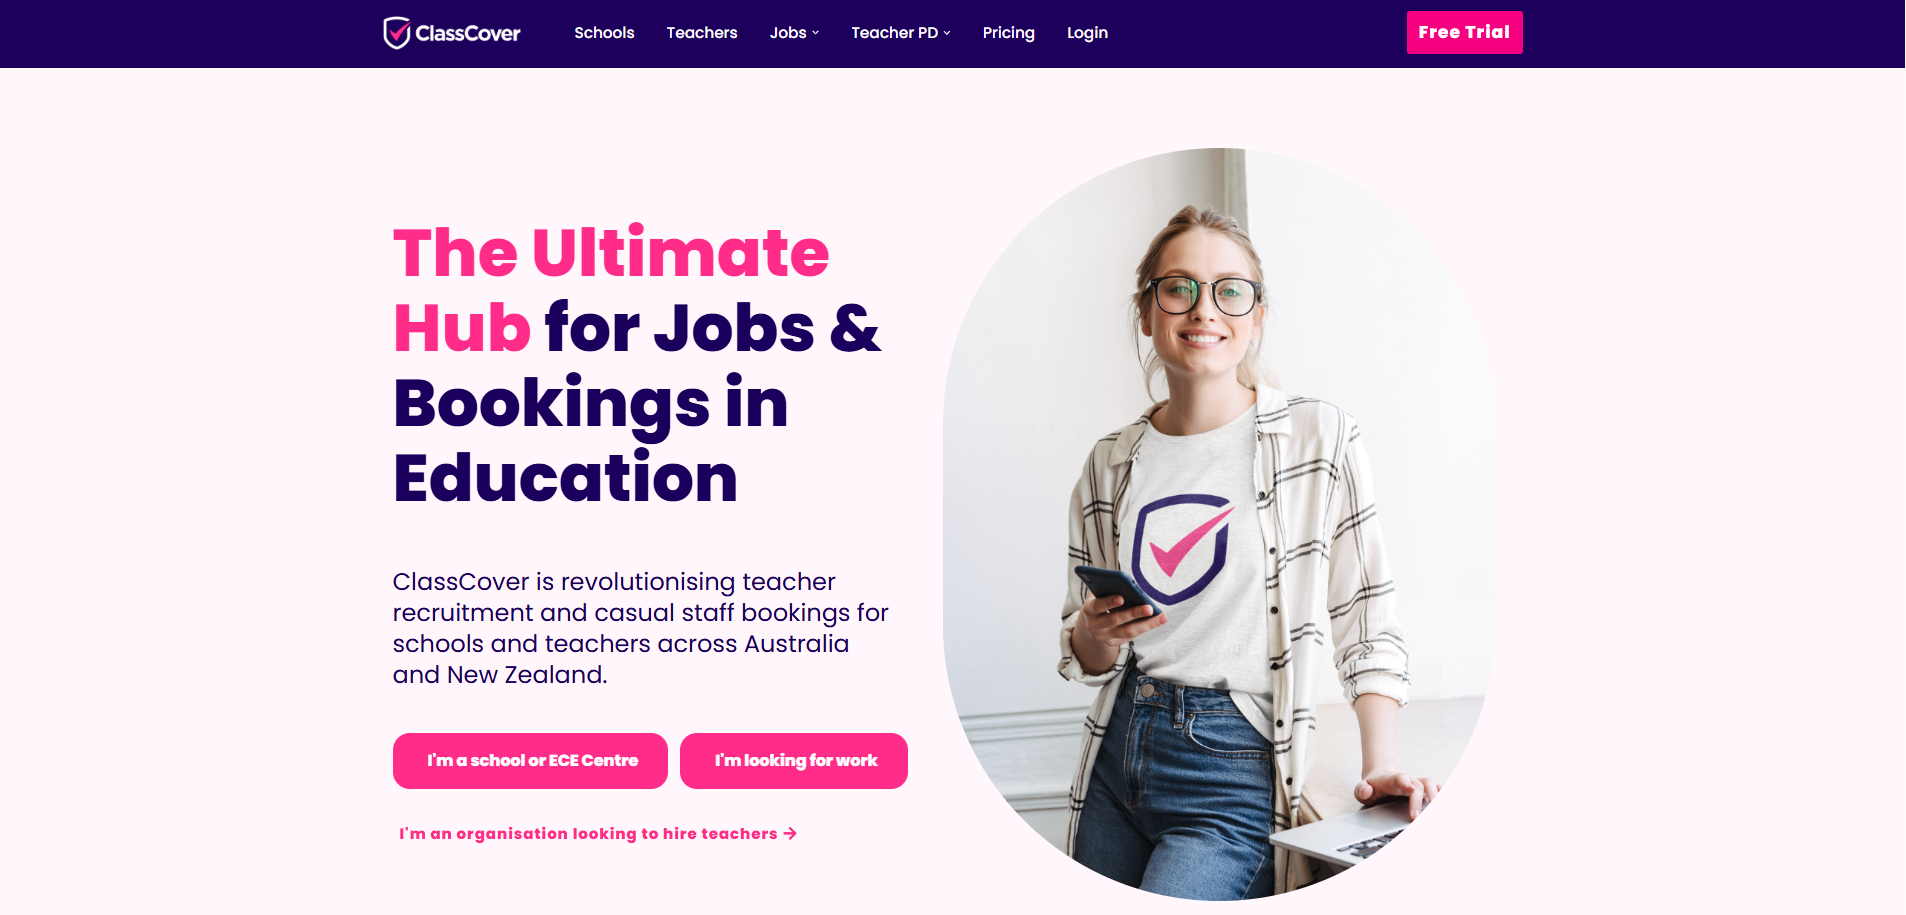 ClassCover
Schools
Teachers
Jobs
Teacher PD
Pricing
Login
Free Trial
The Ultimate
Hub for Jobs &
Bookings in
Education
ClassCover is revolutionising teacher
recruitment and casual staff bookings for
schools and teachers across Australia
and New Zealand.
I'm a school or ECE Centre
I'm looking for work
I'm an organisation looking to hire teachers →